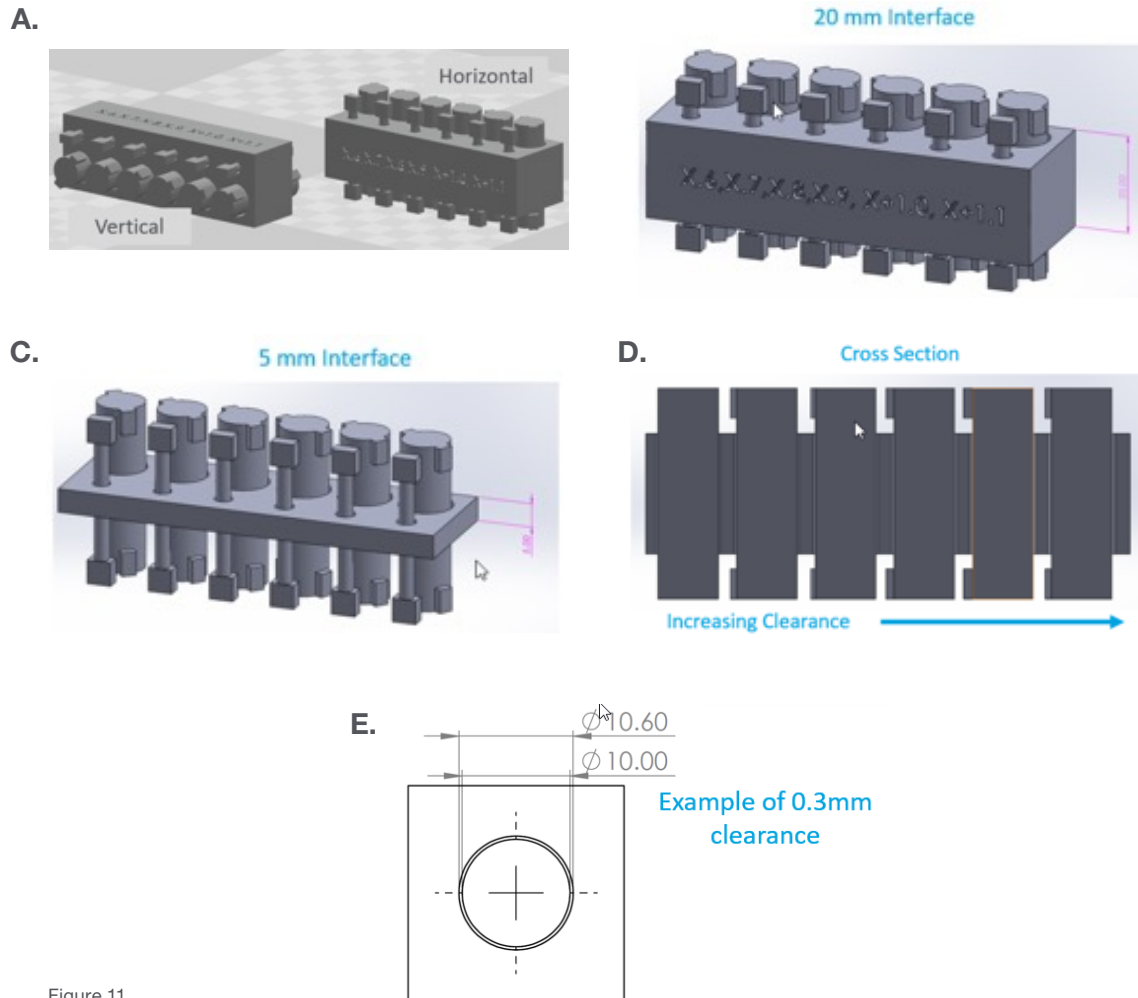 A.
20 mm Interface
Horizontal
Vertical
X.6,X.7,X.8,X.9, X+1.0, X+1.1
C.
5 mm Interface
D.
Cross Section
Increasing Clearance
E.
∅10.60
∅10.00
Example of 0.3mm
clearance
Figure 11